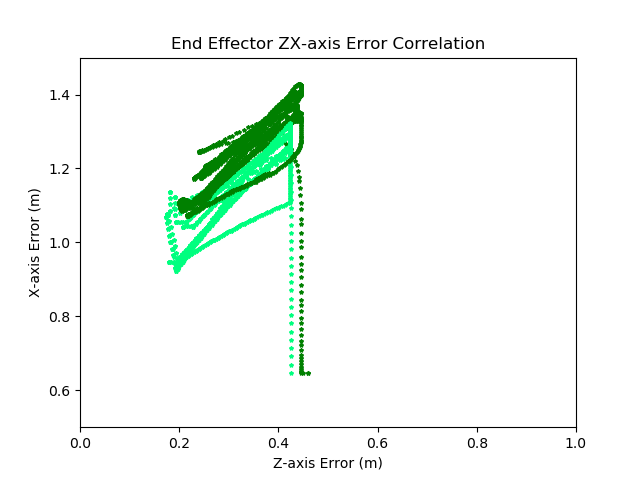 End Effector ZX-axis Error Correlation
1.4
1.2
1.0
0.8
0.6
X-axis Error (m)
0.0 0.2 0.4 0.6 0.8 1.0
Z-axis Error (m)